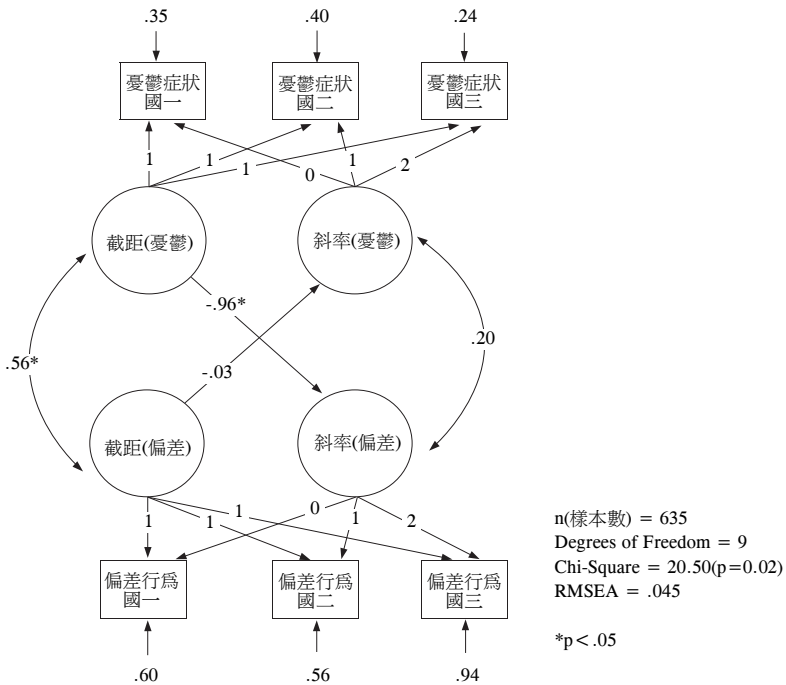 .35
.40
.24
憂鬱症狀
國一
憂鬱症狀
國二
憂鬱症狀
國三
1
1
1
0
1
2
截距(憂鬱)
斜率(憂鬱)
-.96*
.56*
.20
-.03
截距(偏差)
斜率(偏差)
1
1
1
0
1
2
偏差行為
國一
偏差行為
國二
偏差行為
國三
.60
.56
.94
n(樣本數) = 635
Degrees of Freedom = 9
Chi-Square = 20.50(p=0.02)
RMSEA = .045
*p<.05